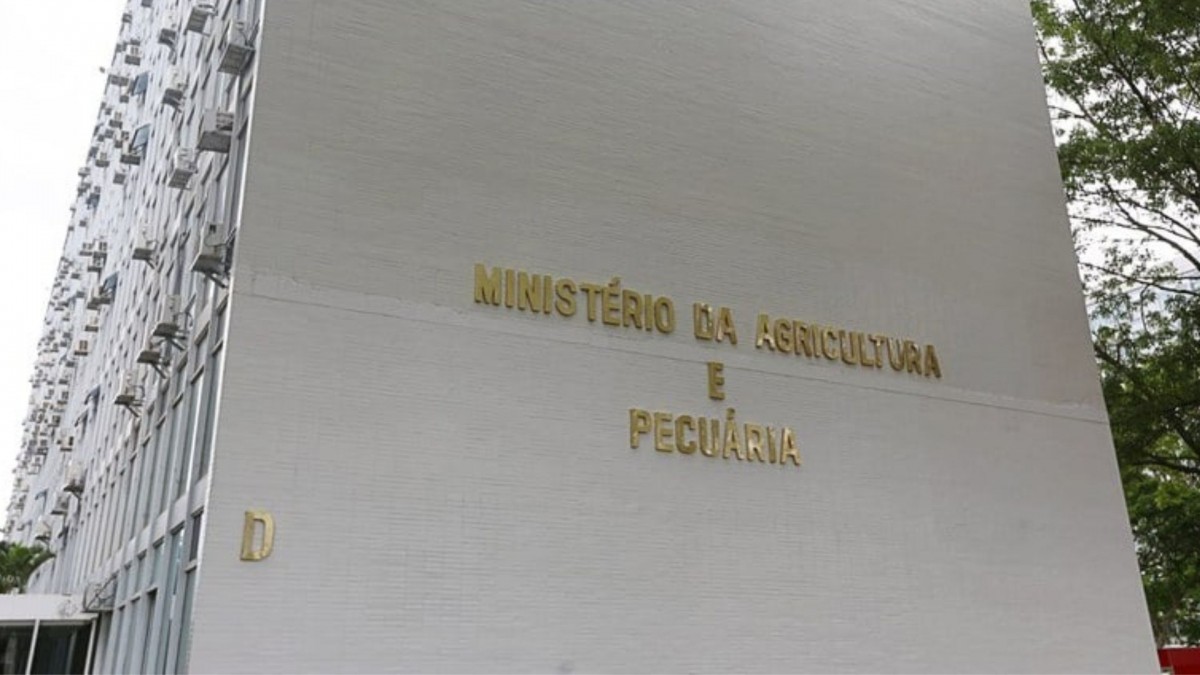 MINISTÉRIO DA AGRICULTURA
E
PECUÁRIA
D